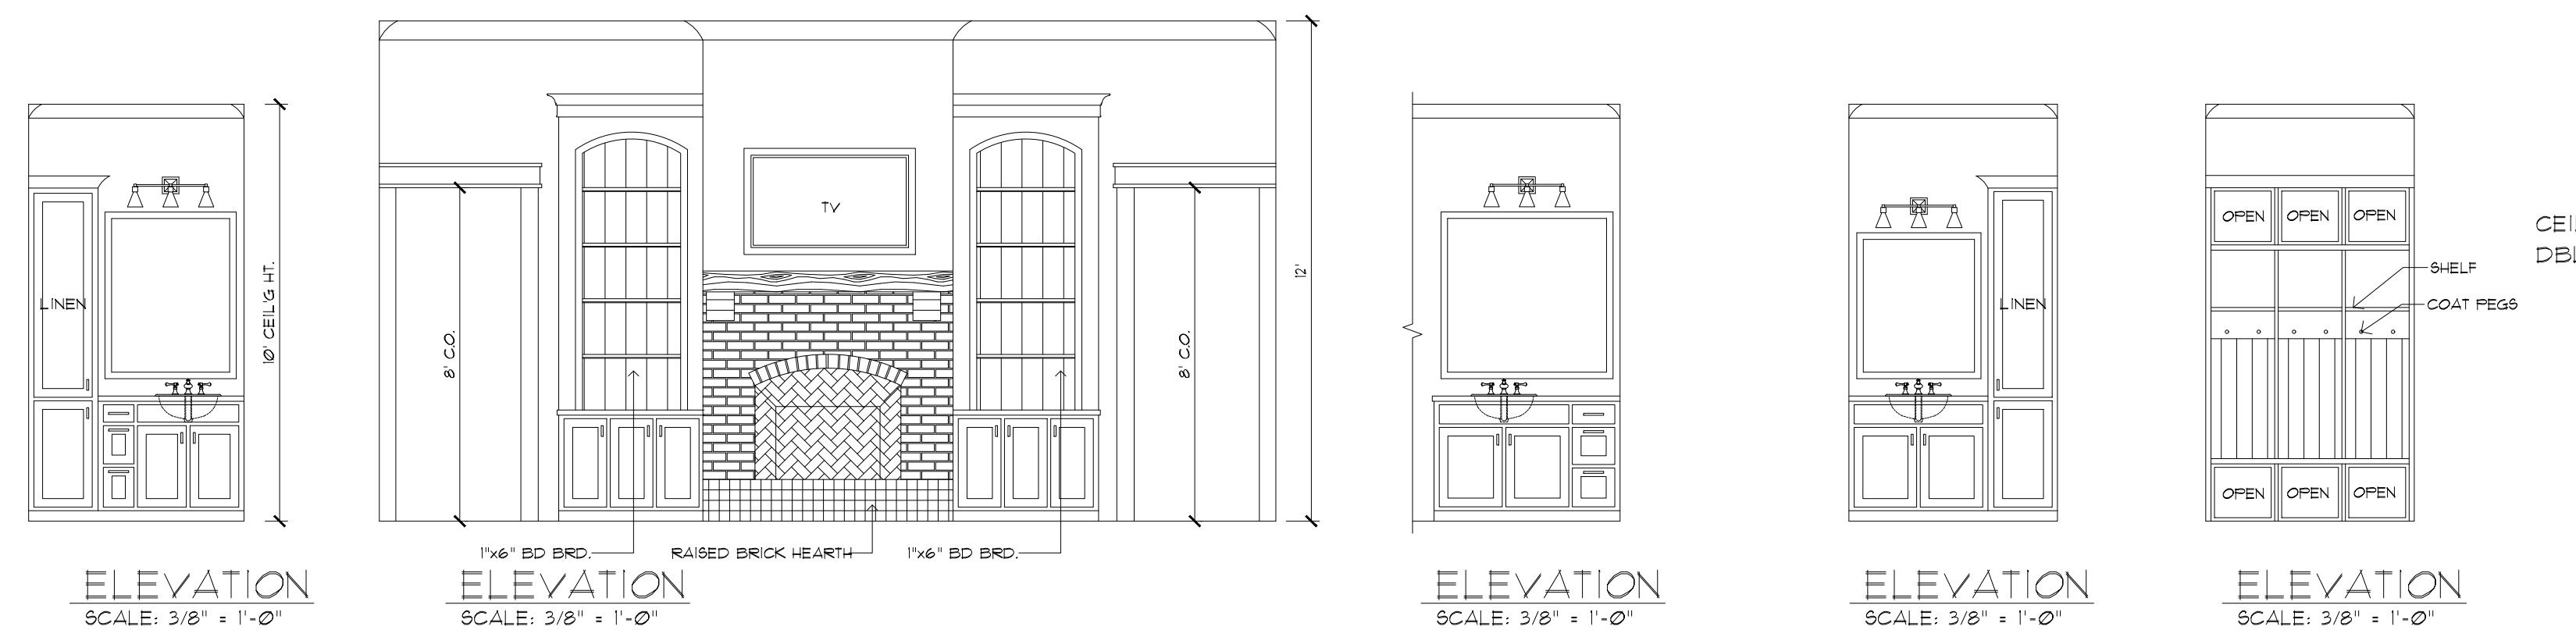 LINEN
10' CEIL'G HT.
ELEVATION
SCALE: 3/8" = 1'-0"
8' C.O.
TV
8' C.O.
12'
1"x6" BD BRD.
RAISED BRICK HEARTH
1"x6" BD BRD.
ELEVATION
SCALE: 3/8" = 1'-0"
ELEVATION
SCALE: 3/8" = 1'-0"
LINEN
ELEVATION
SCALE: 3/8" = 1'-0"
OPEN OPEN OPEN
SHELF
COAT PEGS
OPEN OPEN OPEN
ELEVATION
SCALE: 3/8" = 1'-0"